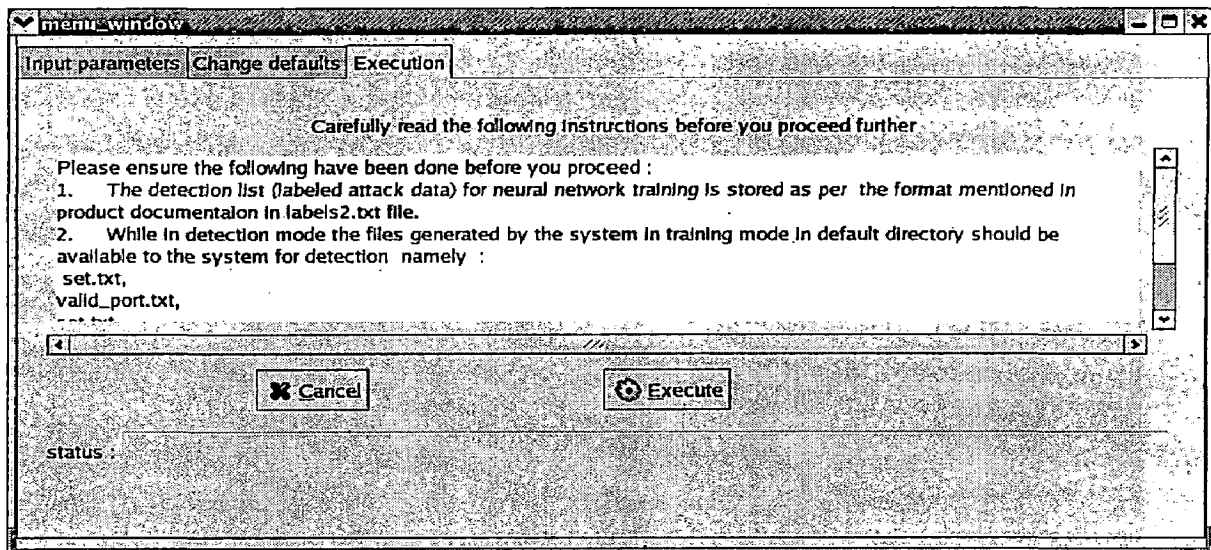 menu_window
Input parameters Change defaults Execution
Carefully read the following instructions before you proceed further
Please ensure the following have been done before you proceed :
1. The detection list (labeled attack data) for neural network training is stored as per the format mentioned in
product documentaion in labels2.txt file.
2. While in detection mode the files generated by the system in training mode in default directory should be
available to the system for detection namely :
set.txt,
valid_port.txt,
Cancel Execute
status :